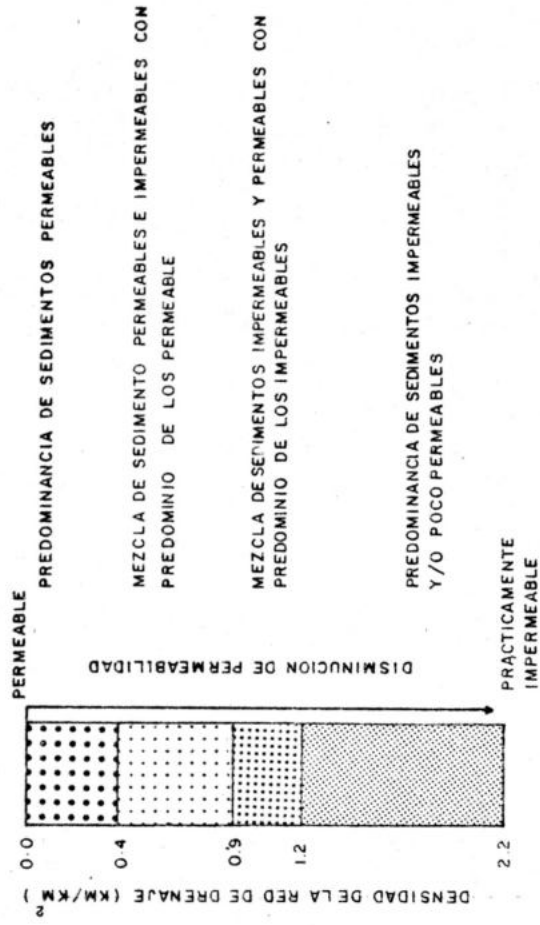 PERMEABLE
PREDOMINANCIA DE SEDIMENTOS PERMEABLES
MEZCLA DE SEDIMENTO PERMEABLES E IMPERMEABLES CON
PREDOMINIO DE LOS PERMEABLE
MEZCLA DE SEDIMENTOS IMPERMEABLES Y PERMEABLES CON
PREDOMINIO DE LOS IMPERMEABLES
PREDOMINANCIA DE SEDIMENTOS IMPERMEABLES
Y/O POCO PERMEABLES
PRACTICAMENTE
IMPERMEABLE
DISMINUCION DE PERMEABILIDAD
0.0
0.4
0.9
1.2
2.2
DENSIDAD DE LA RED DE DRENAJE (KM/KM2)